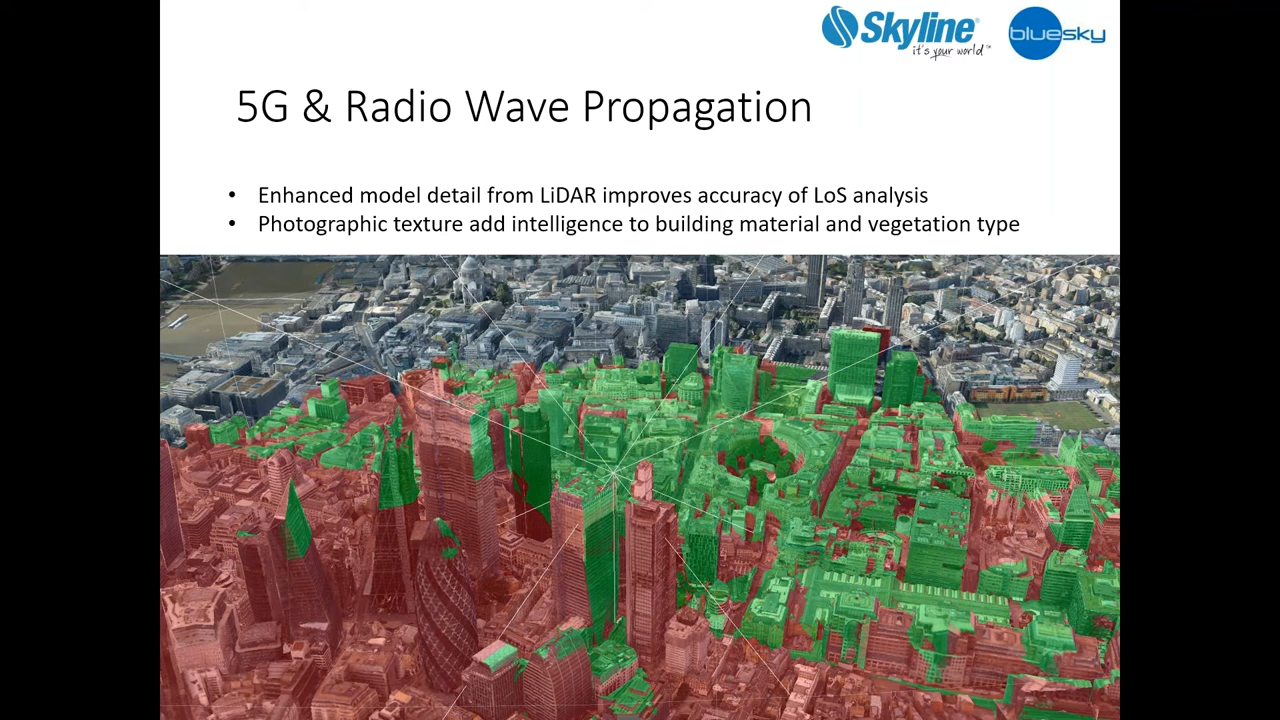 Skyline
it's your world™
bluesky
5G & Radio Wave Propagation
• Enhanced model detail from LiDAR improves accuracy of LoS analysis
• Photographic texture add intelligence to building material and vegetation type